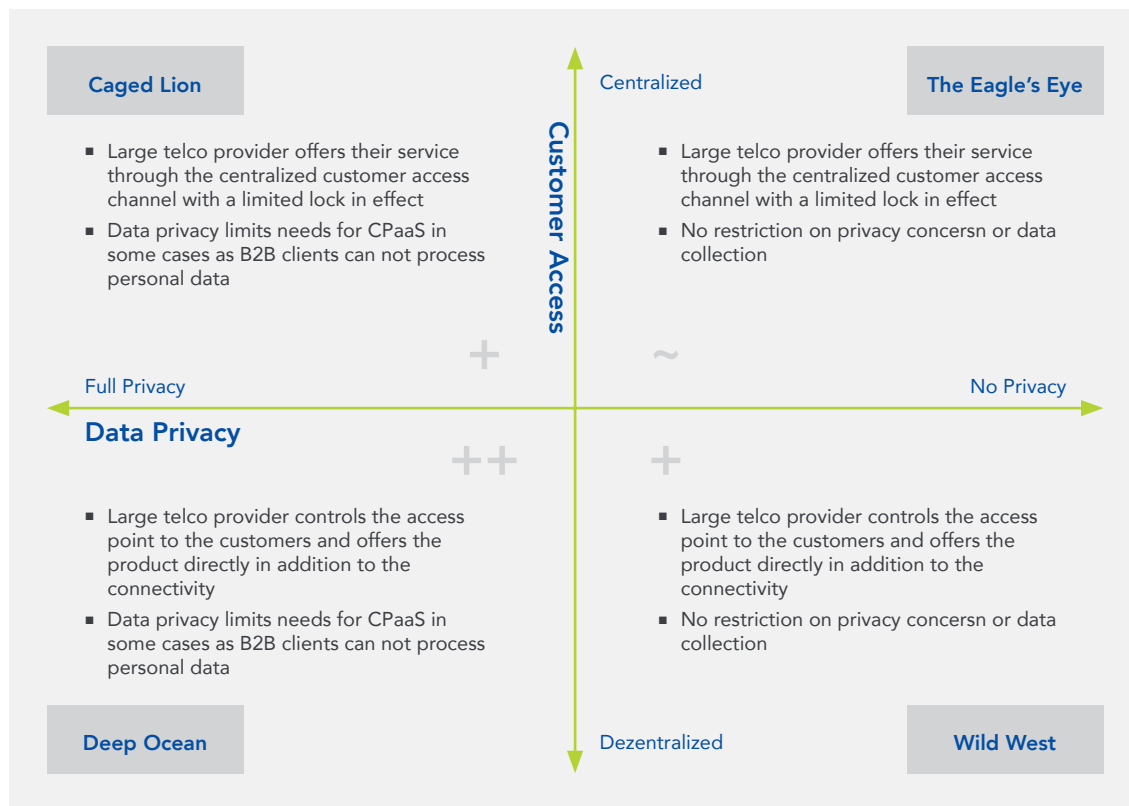 Caged Lion
Centralized
The Eagle's Eye
Customer Access
▪ Large telco provider offers their service
through the centralized customer access
channel with a limited lock in effect
▪ Data privacy limits needs for CPaaS in
some cases as B2B clients can not process
personal data
▪ Large telco provider offers their service
through the centralized customer access
channel with a limited lock in effect
▪ No restriction on privacy concersn or data
collection
+
~
Full Privacy
No Privacy
Data Privacy
++
+
▪ Large telco provider controls the access
point to the customers and offers the
product directly in addition to the
connectivity
▪ Data privacy limits needs for CPaaS in
some cases as B2B clients can not process
personal data
▪ Large telco provider controls the access
point to the customers and offers the
product directly in addition to the
connectivity
▪ No restriction on privacy concersn or data
collection
Deep Ocean
Dezentralized
Wild West